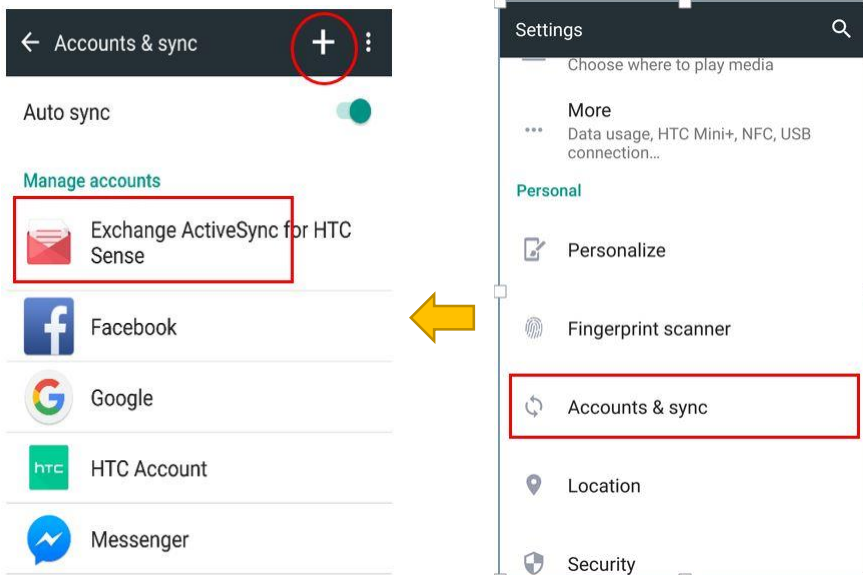 Accounts & sync
Auto sync
Manage accounts
Exchange ActiveSync for HTC
Sense
Facebook
Google
hTC
HTC Account
Messenger
Settings
Choose where to play media
More
Data usage, HTC Mini+, NFC, USB
connection...
Personal
Personalize
Fingerprint scanner
Accounts & sync
Location
Security